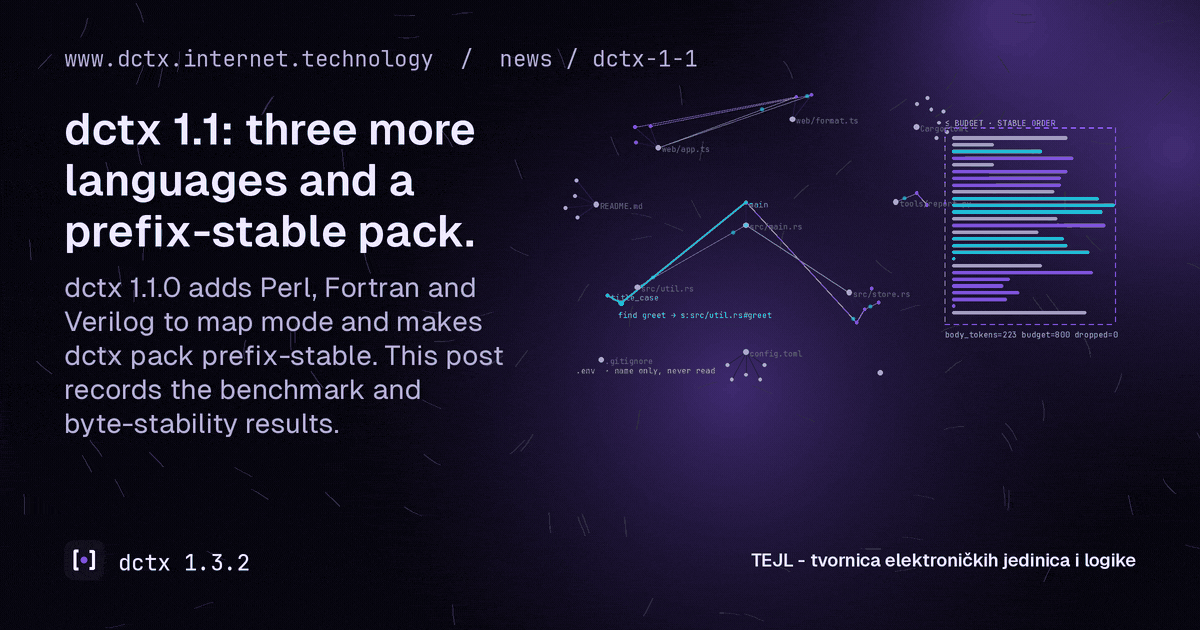 www.dctx.internet.technology / news / dctx-1-1
dctx 1.1: three more
languages and a
prefix-stable pack.
dctx 1.1.0 adds Perl, Fortran and
Verilog to map mode and makes
dctx pack prefix-stable. This post
records the benchmark and
byte-stability results.
web/format.ts
web/app.ts
README.md
main
src/main.rs
src/util.rs
title_case
find greet → s:src/util.rs#greet
src/store.rs
.gitignore
.env · name only, never read
config.toml
≤ BUDGET · STABLE ORDER
body_tokens=223 budget=800 dropped=0
dctx 1.3.2
TEJL - tvornica elektroničkih jedinica i logike